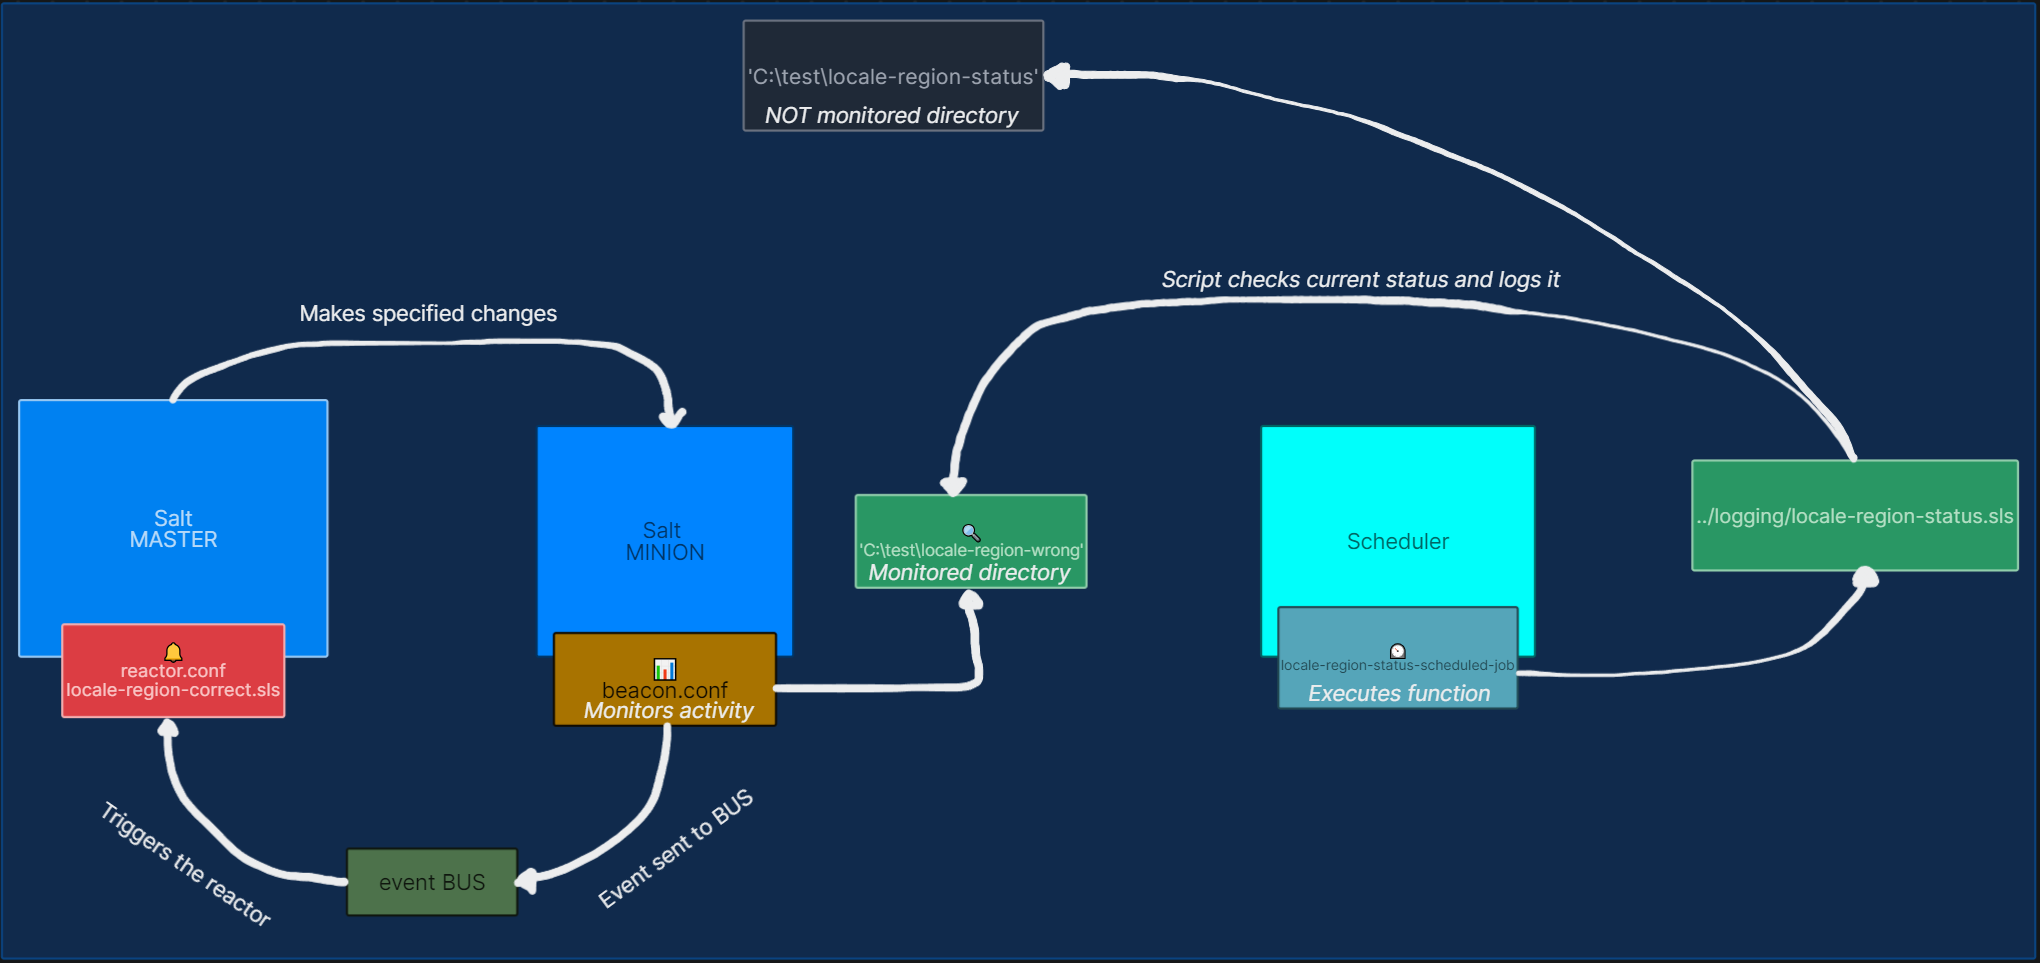 'C:\test\locale-region-status'
NOT monitored directory
Script checks current status and logs it
Makes specified changes
Salt
MASTER
Salt
MINION
'C:\test\locale-region-wrong'
Monitored directory
Scheduler
../logging/locale-region-status.sls
reactor.conf
locale-region-correct.sls
beacon.conf
Monitors activity
locale-region-status-scheduled-job
Executes function
Triggers the reactor
event BUS
Event sent to BUS